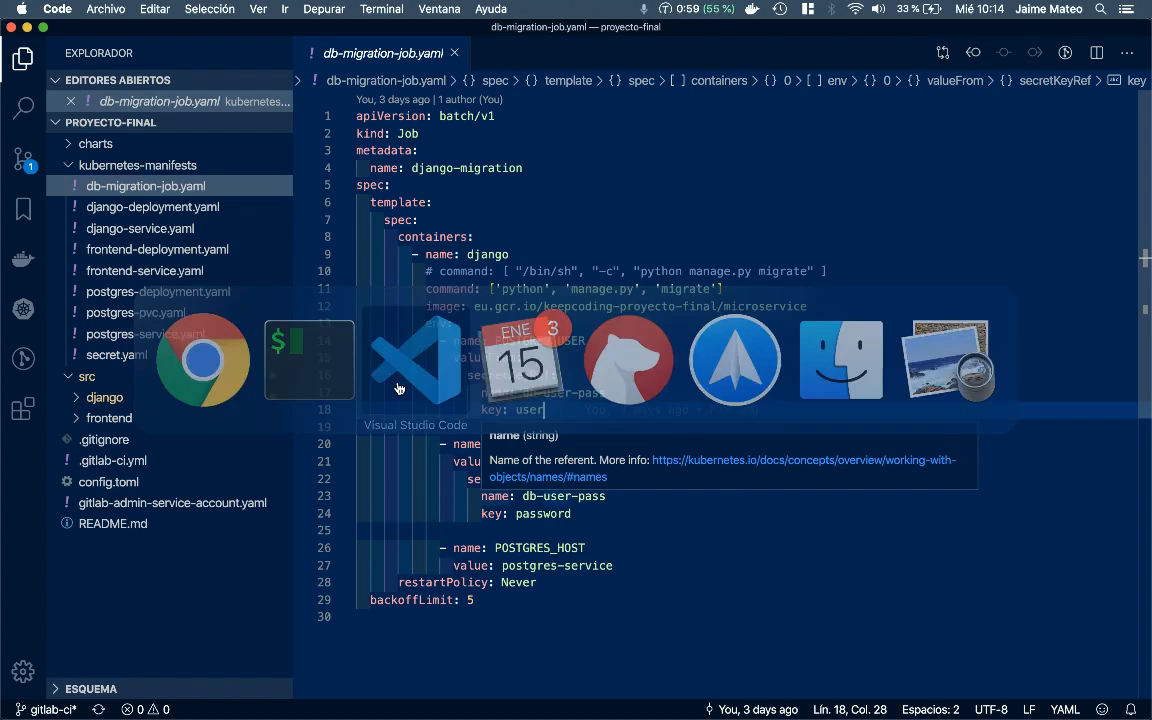 Code Archivo Editar Selección Ver Ir Depurar Terminal Ventana Ayuda 0:59 (55 %) 33 % Mié 10:14 Jaime Mateo
db-migration-job.yaml — proyecto-final
EXPLORADOR
EDITORES ABIERTOS
db-migration-job.yaml kubernetes...
PROYECTO-FINAL
charts
kubernetes-manifests
! db-migration-job.yaml
! django-deployment.yaml
! django-service.yaml
! frontend-deployment.yaml
! frontend-service.yaml
! postgres-deployment.yaml
! postgres-pvc.yaml
! postgres-service.yaml
! secret.yaml
src
django
frontend
.gitignore
! .gitlab-ci.yml
config.toml
! gitlab-admin-service-account.yaml
README.md
ESQUEMA
1
! db-migration-job.yaml
! db-migration-job.yaml > {} spec > {} template > {} spec > [ ] containers > {} 0 > [ ] env > {} 0 > {} valueFrom > {} secretKeyRef > key
You, 3 days ago | 1 author (You)
1 apiVersion: batch/v1
2 kind: Job
3 metadata:
4 name: django-migration
5 spec:
6 template:
7 spec:
8 containers:
9 - name: django
10 # command: [ "/bin/sh", "-c", "python manage.py migrate" ]
11 command: ['python', 'manage.py', 'migrate']
12 image: eu.gcr.io/keepcoding-proyecto-final/microservice
18 key: user
19
20 - name
21 valu
22 se
23 name: db-user-pass
24 key: password
25
26 - name: POSTGRES_HOST
27 value: postgres-service
28 restartPolicy: Never
29 backoffLimit: 5
30
$
ENE
15
3
Visual Studio Code
name (string)
Name of the referent. More info: https://kubernetes.io/docs/concepts/overview/working-with-
objects/names/#names
gitlab-ci* 0 0 You, 3 days ago Lín. 18, Col. 28 Espacios: 2 UTF-8 LF YAML